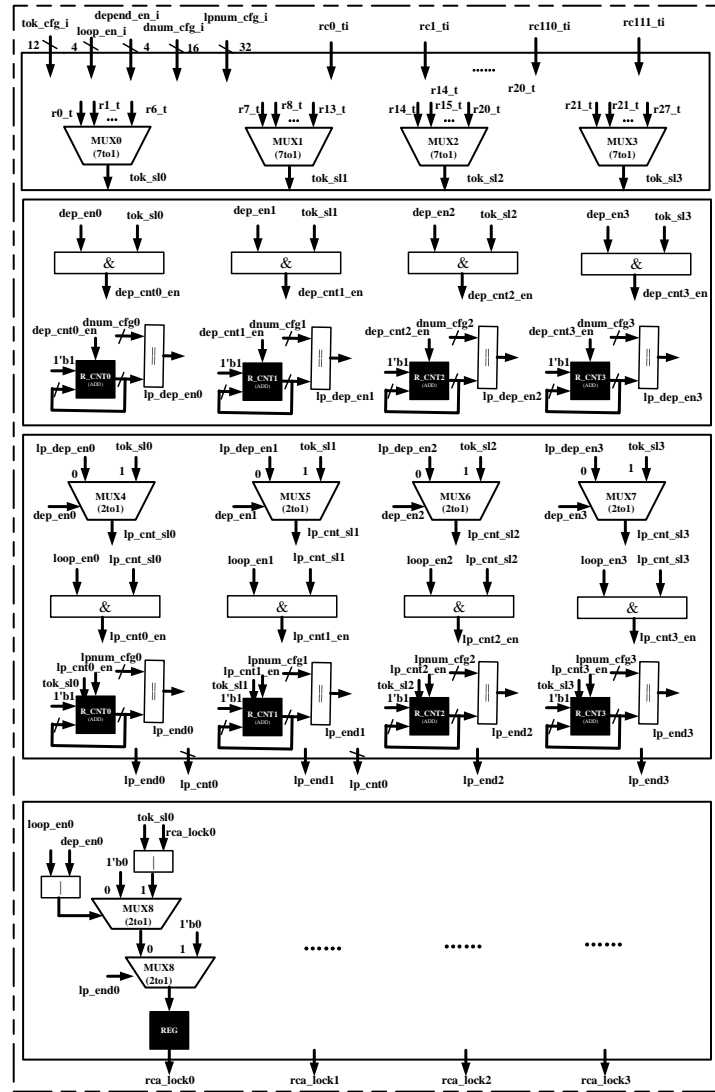 tok_cfg_i loop_en_i depend_en_i dnum_cfg_i lpnum_cfg_i rc0_ti rc1_ti rc110_ti rc111_ti
12 4 4 16 32
......
r14_t r20_t
r0_t r1_t ... r6_t r7_t r8_t ... r13_t r14_t r15_t ... r20_t r21_t r21_t ... r27_t
MUX0 MUX1 MUX2 MUX3
(7to1) (7to1) (7to1) (7to1)
tok_sl0 tok_sl1 tok_sl2 tok_sl3
dep_en0 tok_sl0 dep_en1 tok_sl1 dep_en2 tok_sl2 dep_en3 tok_sl3
& & & &
dep_cnt0_en dep_cnt1_en dep_cnt2_en dep_cnt3_en
dnum_cfg0 dnum_cfg1 dnum_cfg2 dnum_cfg3
dep_cnt0_en dep_cnt1_en dep_cnt2_en dep_cnt3_en
1'b1 1'b1 1'b1 1'b1
R_CNT0 == R_CNT1 == R_CNT2 == R_CNT3 ==
(ADD) (ADD) (ADD) (ADD)
lp_dep_en0 lp_dep_en1 lp_dep_en2 lp_dep_en3
lp_dep_en0 tok_sl0 lp_dep_en1 tok_sl1 lp_dep_en2 tok_sl2 lp_dep_en3 tok_sl3
0 1 0 1 0 1 0 1
MUX4 MUX5 MUX6 MUX7
(2to1) (2to1) (2to1) (2to1)
dep_en0 dep_en1 dep_en2 dep_en3
lp_cnt_sl0 lp_cnt_sl1 lp_cnt_sl2 lp_cnt_sl3
loop_en0 lp_cnt_sl0 loop_en1 lp_cnt_sl1 loop_en2 lp_cnt_sl2 loop_en3 lp_cnt_sl3
& & & &
lp_cnt0_en lp_cnt1_en lp_cnt2_en lp_cnt3_en
lpnum_cfg0 lpnum_cfg1 lpnum_cfg2 lpnum_cfg3
lp_cnt0_en lp_cnt1_en lp_cnt2_en lp_cnt3_en
tok_sl0 tok_sl1 tok_sl2 tok_sl3
1'b1 1'b1 1'b1 1'b1
R_CNT0 == R_CNT1 == R_CNT2 == R_CNT3 ==
(ADD) (ADD) (ADD) (ADD)
lp_end0 lp_end1 lp_end2 lp_end3
lp_end0 lp_cnt0 lp_end1 lp_cnt0 lp_end2 lp_end3
tok_sl0
loop_en0 rca_lock0
dep_en0
| 1'b0 |
0 1
MUX8
(2to1)
1'b0
0 1
MUX8
(2to1)
lp_end0
...... ...... ......
REG
rca_lock0 rca_lock1 rca_lock2 rca_lock3